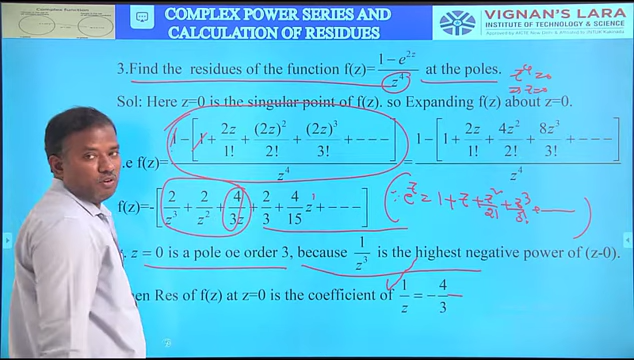 COMPLEX POWER SERIES AND
CALCULATION OF RESIDUES
VIGNAN'S LARA
INSTITUTE OF TECHNOLOGY & SCIENCE
3.Find the residues of the function f(z)= (1−e^{2z})/z^4 at the poles.
z^4=0
⇒ z=0
Sol: Here z=0 is the singular point of f(z). so Expanding f(z) about z=0.
.e f(z)= (1−[1+ 2z/1! + (2z)^2/2! + (2z)^3/3! +---])/z^4 = (1−[1+ 2z/1! + 4z^2/2! + 8z^3/3! +---])/z^4
f(z)=-[2/z^3 + 2/z^2 + 4/3z + 2/3 + 4/15 z +---]
(∵ e^z = 1+z+ z^2/2! + z^3/3! + ---)
z = 0 is a pole oe order 3, because 1/z^3 is the highest negative power of (z-0).
en Res of f(z) at z=0 is the coefficient of 1/z = −4/3